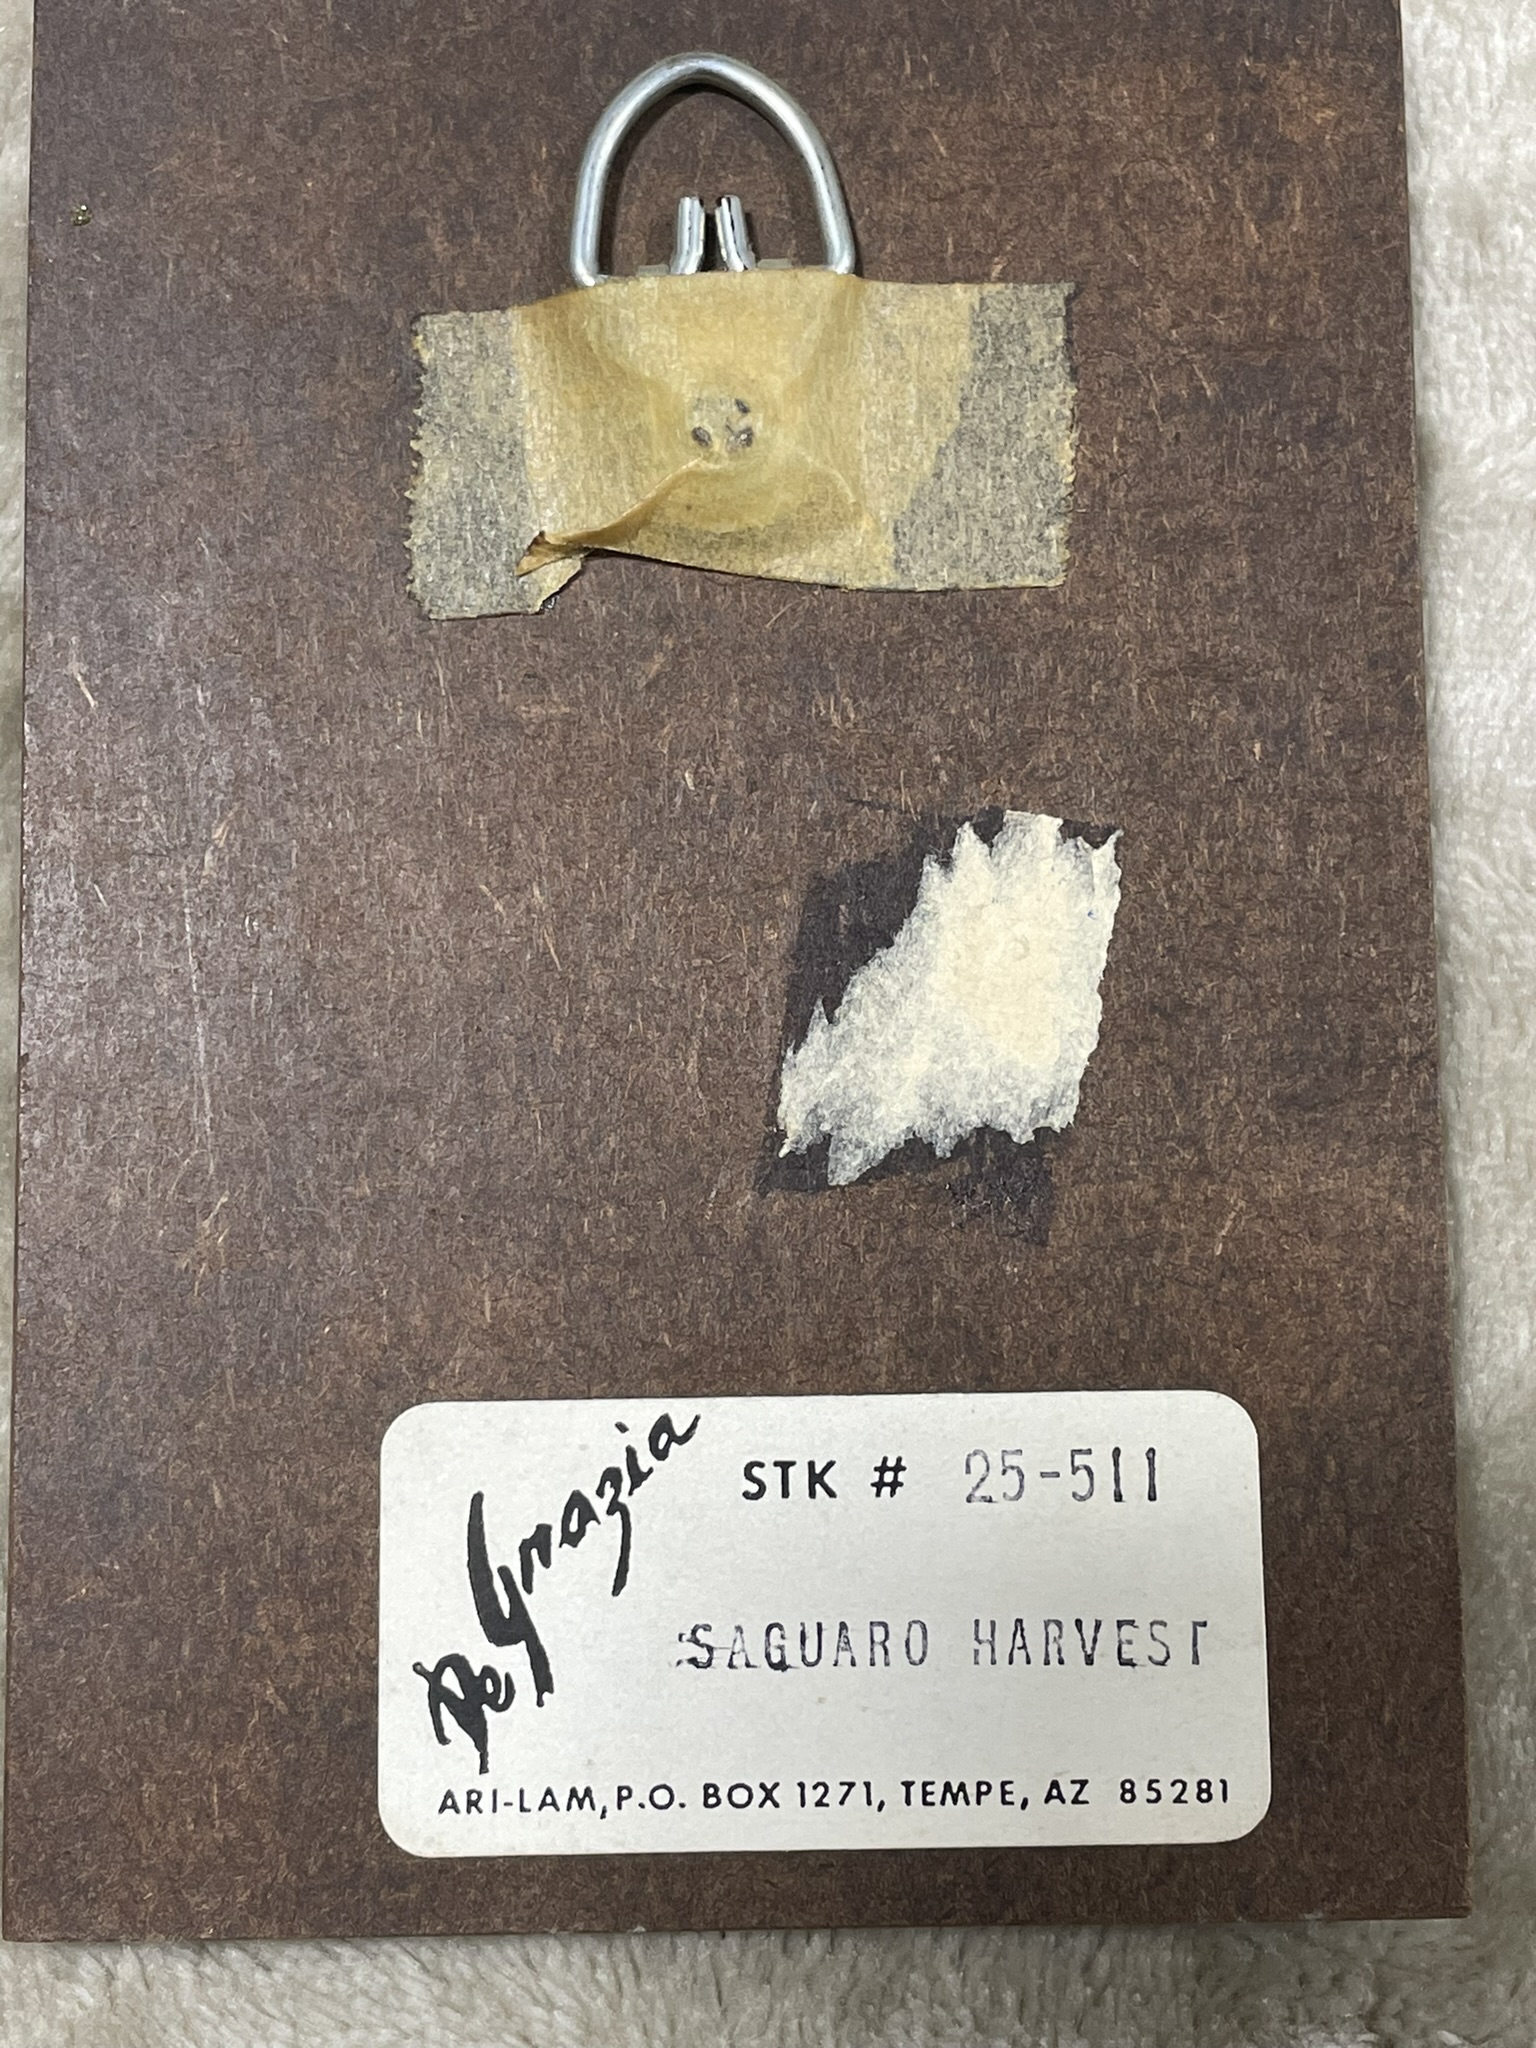 De Grazia
STK # 25-511
SAGUARO HARVEST
ARI-LAM, P.O. BOX 1271, TEMPE, AZ 85281